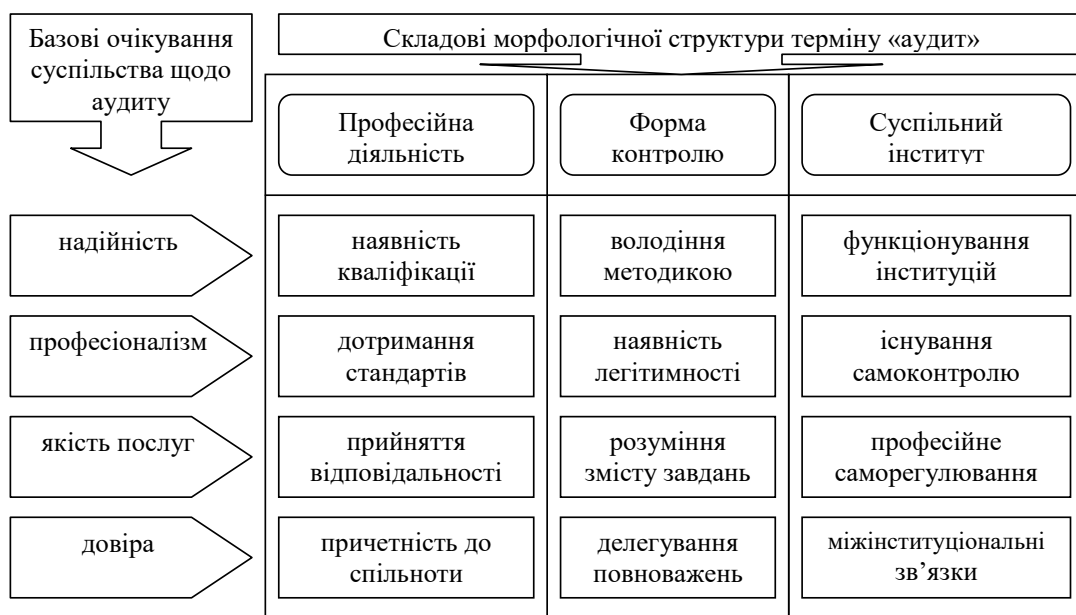 Базові очікування
суспільства щодо
аудиту
Складові морфологічної структури терміну «аудит»
Професійна
діяльність
Форма
контролю
Суспільний
інститут
надійність
наявність
кваліфікації
володіння
методикою
функціонування
інституцій
професіоналізм
дотримання
стандартів
наявність
легітимності
існування
самоконтролю
якість послуг
прийняття
відповідальності
розуміння
змісту завдань
професійне
саморегулювання
довіра
причетність до
спільноти
делегування
повноважень
міжінституціональні
зв’язки